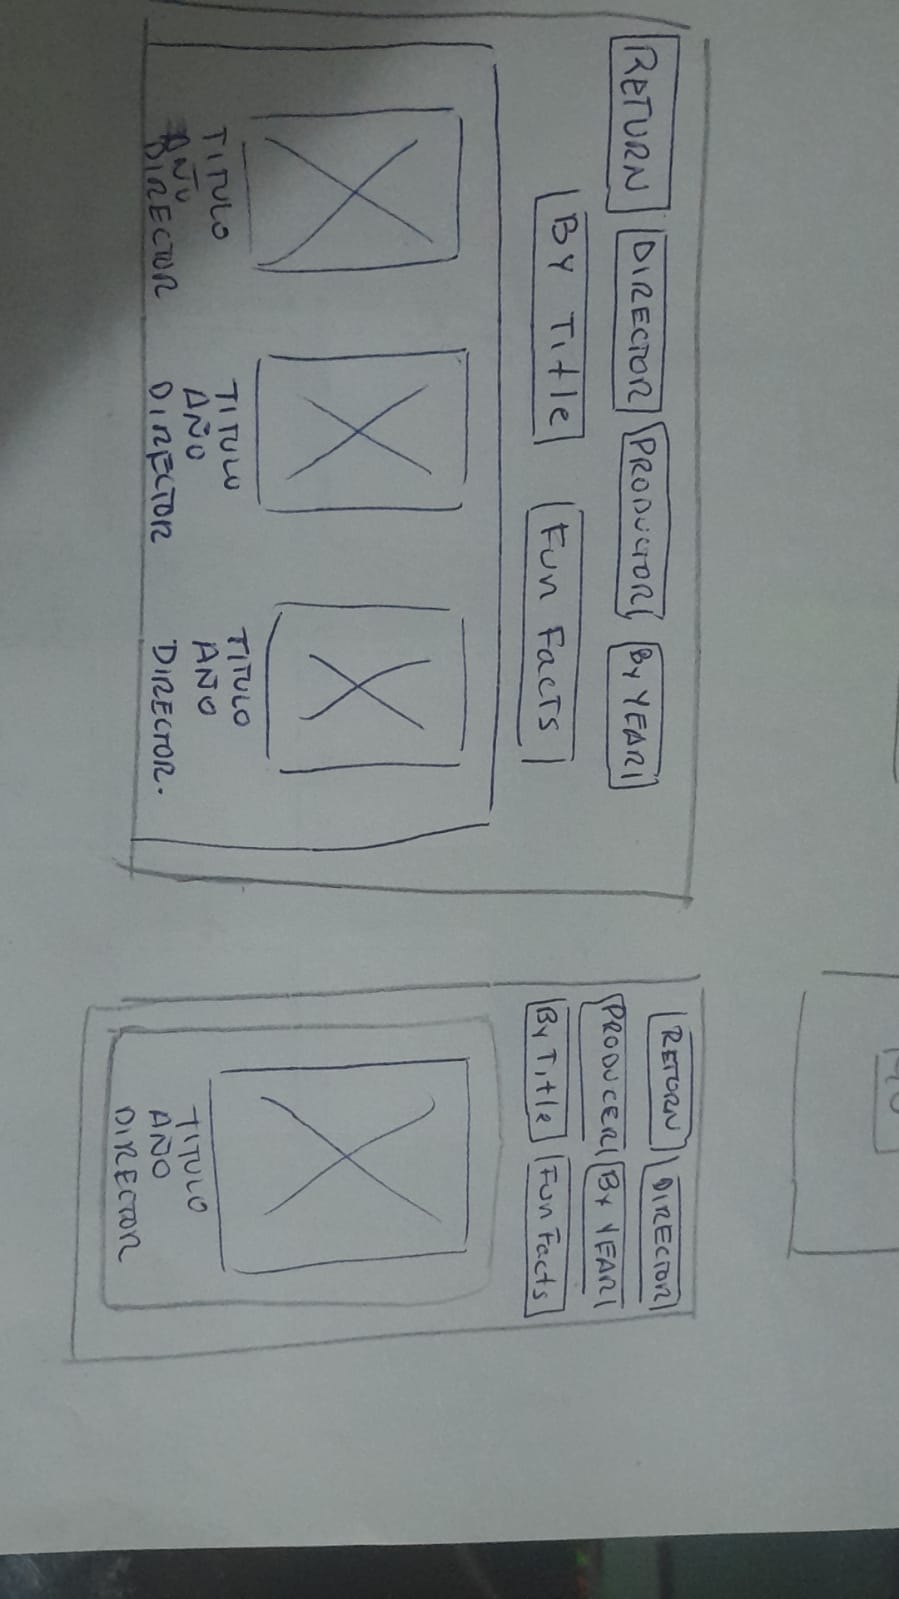 RETURN DIRECTOR PRODUCTOR BY YEAR
BY TITLE FUN FACTS
TITULO TITULO TITULO
AÑO AÑO AÑO
DIRECTOR DIRECTOR DIRECTOR.
RETURN DIRECTOR
PRODUCER BY YEAR
BY TITLE FUN FACTS
TITULO
AÑO
DIRECTOR